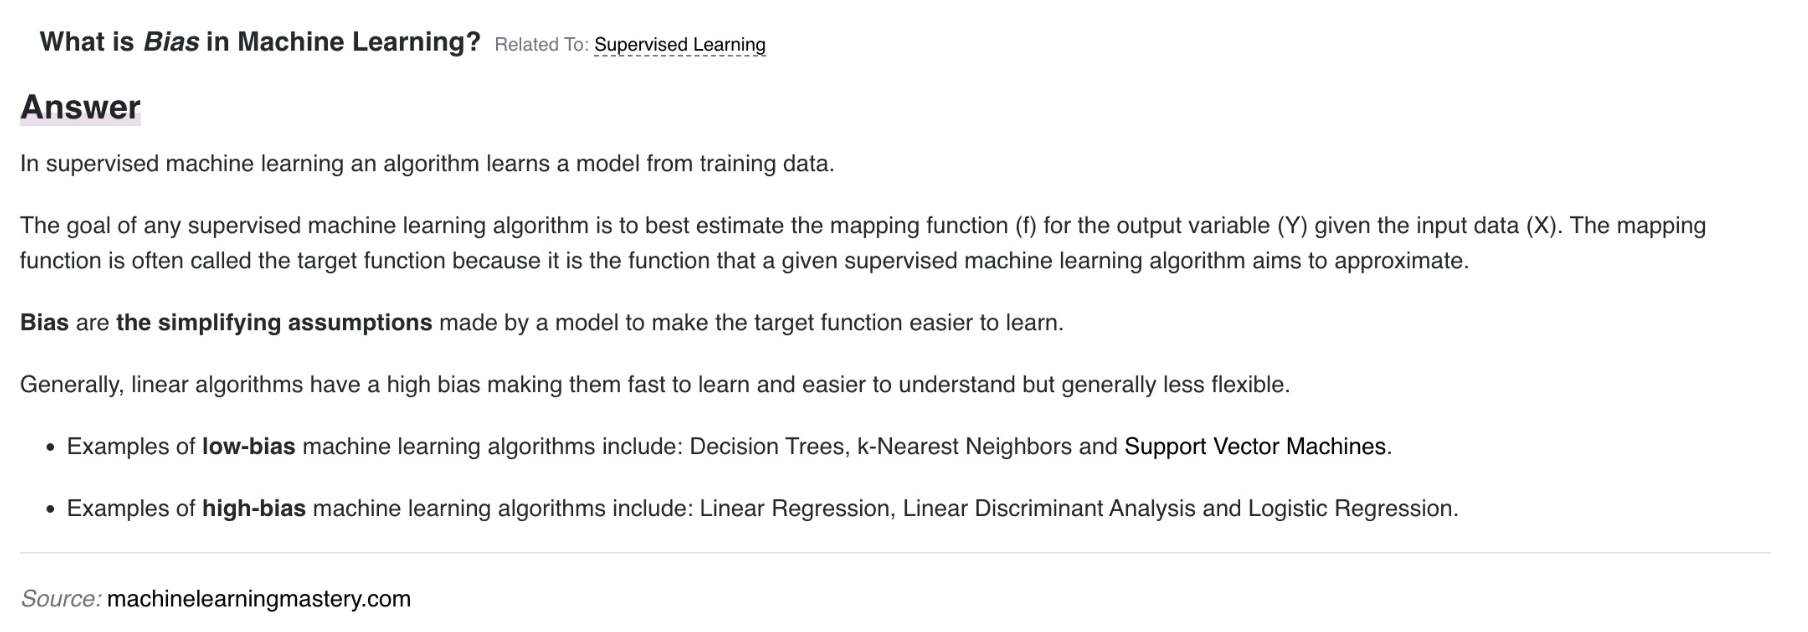 What is Bias in Machine Learning? Related To: Supervised Learning
Answer
In supervised machine learning an algorithm learns a model from training data.
The goal of any supervised machine learning algorithm is to best estimate the mapping function (f) for the output variable (Y) given the input data (X). The mapping
function is often called the target function because it is the function that a given supervised machine learning algorithm aims to approximate.
Bias are the simplifying assumptions made by a model to make the target function easier to learn.
Generally, linear algorithms have a high bias making them fast to learn and easier to understand but generally less flexible.
• Examples of low-bias machine learning algorithms include: Decision Trees, k-Nearest Neighbors and Support Vector Machines.
• Examples of high-bias machine learning algorithms include: Linear Regression, Linear Discriminant Analysis and Logistic Regression.
Source: machinelearningmastery.com